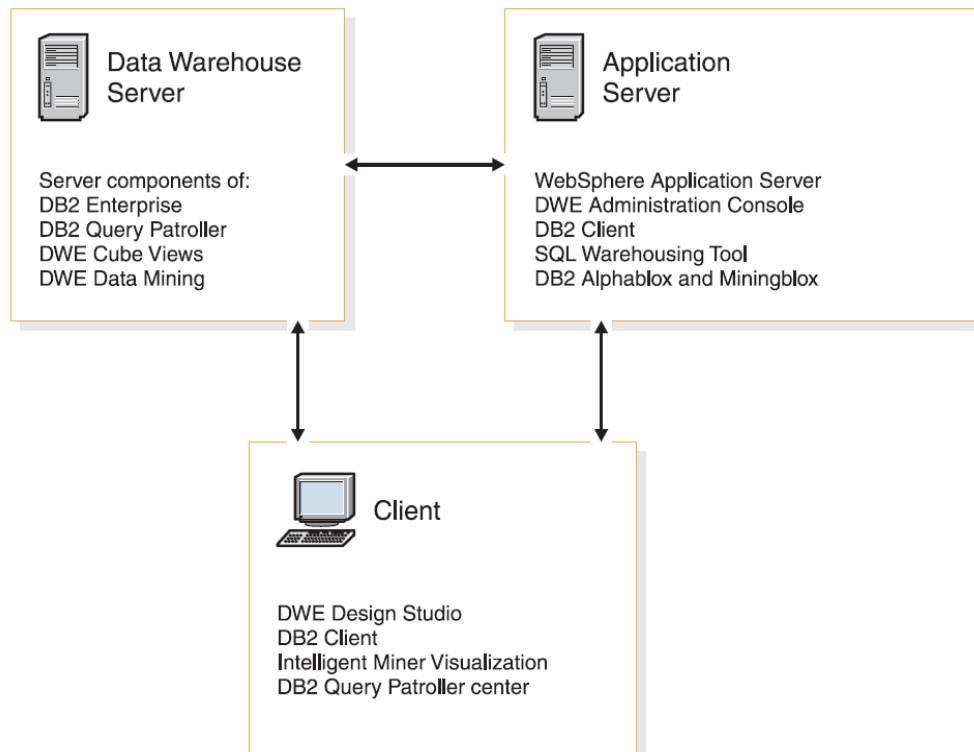 Data Warehouse
Server
Server components of:
DB2 Enterprise
DB2 Query Patroller
DWE Cube Views
DWE Data Mining
Application
Server
WebSphere Application Server
DWE Administration Console
DB2 Client
SQL Warehousing Tool
DB2 Alphablox and Miningblox
Client
DWE Design Studio
DB2 Client
Intelligent Miner Visualization
DB2 Query Patroller center